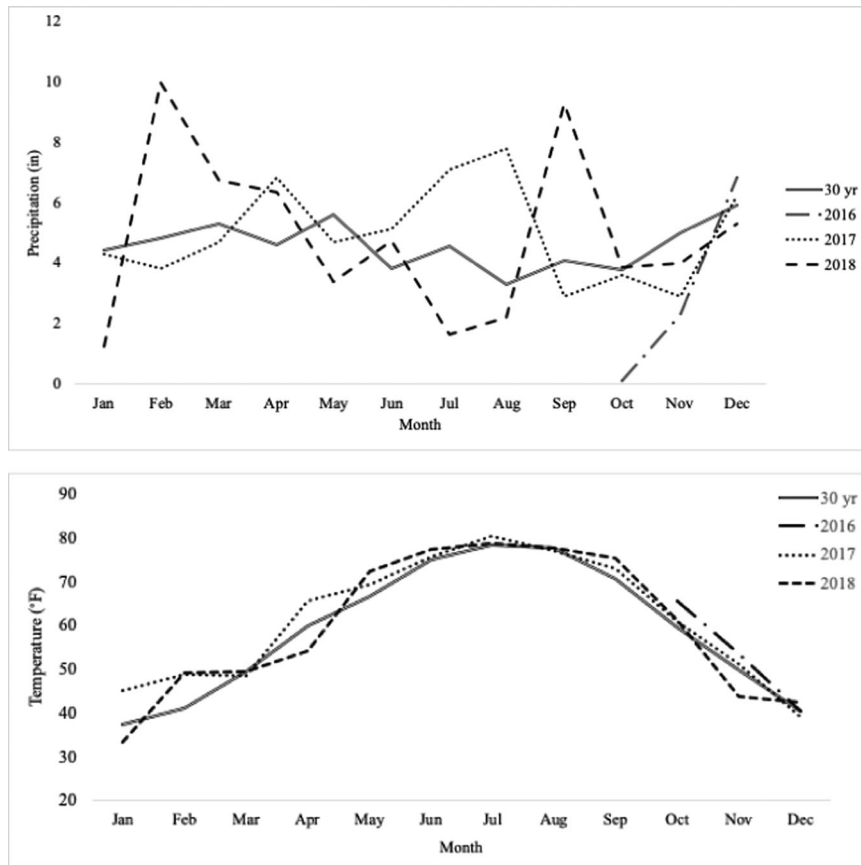 12
10
8
6
4
2
0
Precipitation (in)
Jan Feb Mar Apr May Jun Jul Aug Sep Oct Nov Dec
Month
30 yr
2016
2017
2018
90
80
70
60
50
40
30
20
Temperature (°F)
Jan Feb Mar Apr May Jun Jul Aug Sep Oct Nov Dec
Month
30 yr
2016
2017
2018